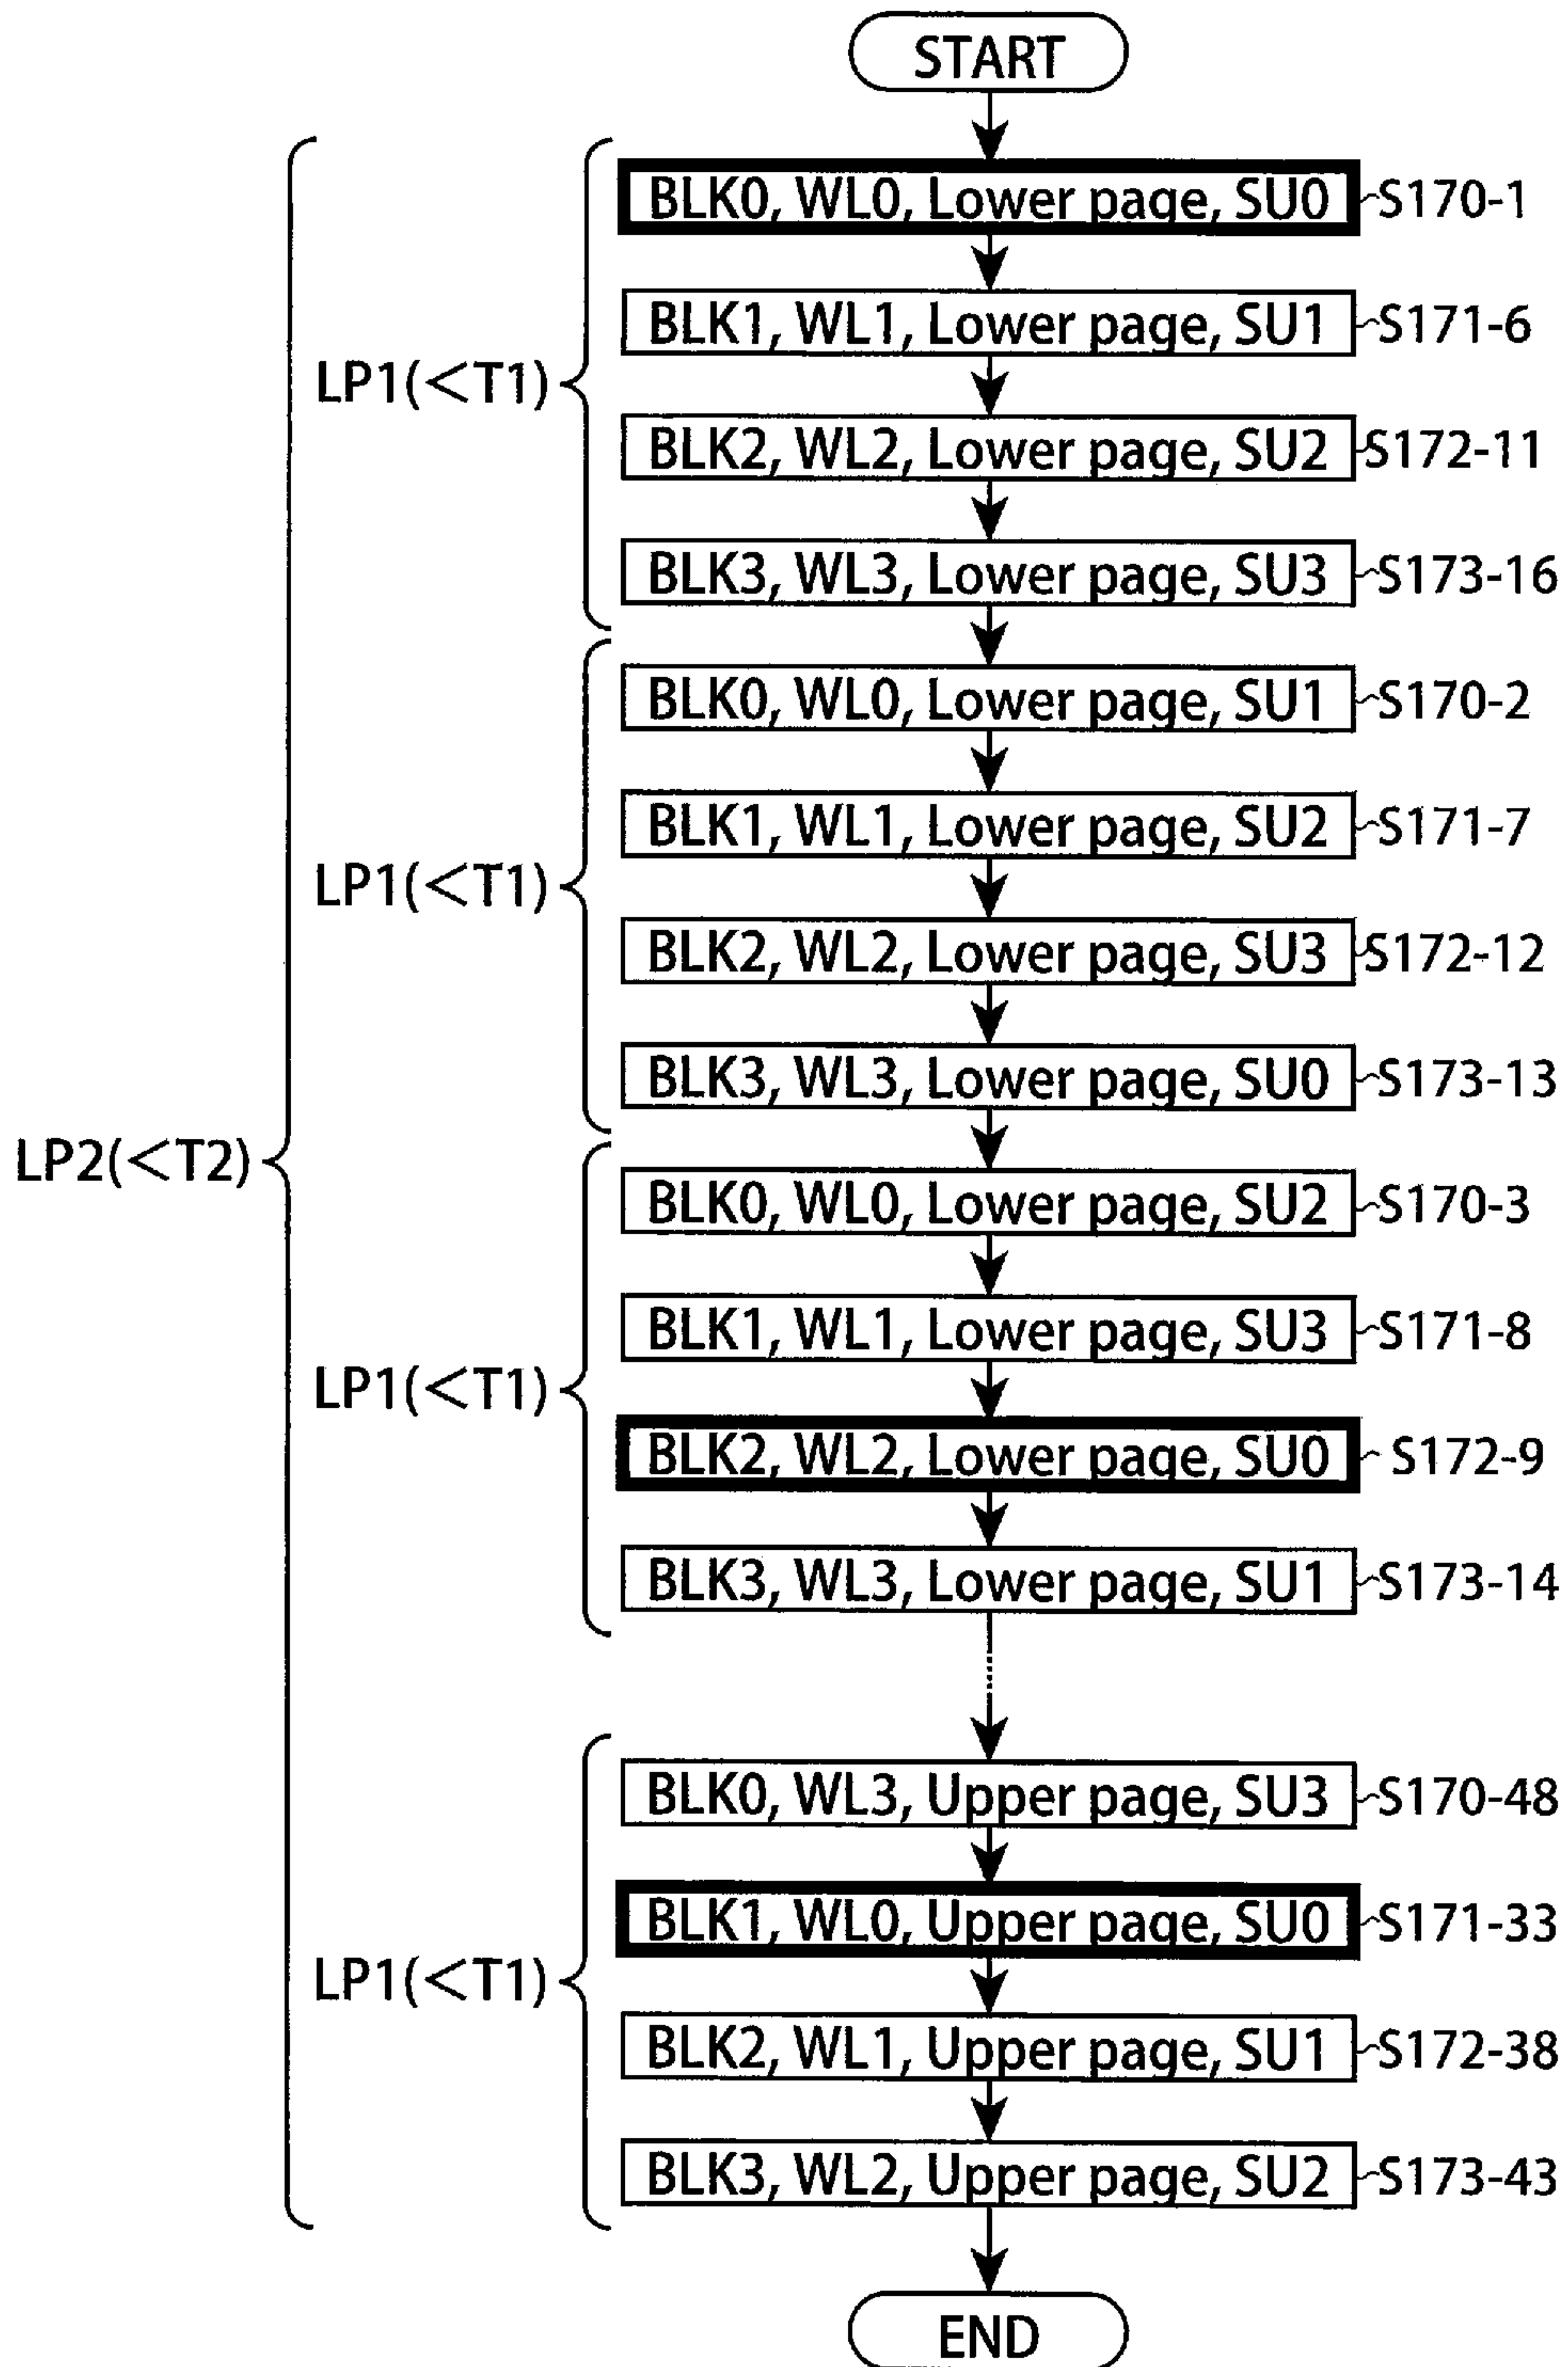 START
BLK0, WL0, Lower page, SU0 S170-1
BLK1, WL1, Lower page, SU1 S171-6
LP1(<T1)
BLK2, WL2, Lower page, SU2 S172-11
BLK3, WL3, Lower page, SU3 S173-16
BLK0, WL0, Lower page, SU1 S170-2
BLK1, WL1, Lower page, SU2 S171-7
LP1(<T1)
BLK2, WL2, Lower page, SU3 S172-12
BLK3, WL3, Lower page, SU0 S173-13
LP2(<T2)
BLK0, WL0, Lower page, SU2 S170-3
BLK1, WL1, Lower page, SU3 S171-8
LP1(<T1)
BLK2, WL2, Lower page, SU0 S172-9
BLK3, WL3, Lower page, SU1 S173-14
BLK0, WL3, Upper page, SU3 S170-48
BLK1, WL0, Upper page, SU0 S171-33
LP1(<T1)
BLK2, WL1, Upper page, SU1 S172-38
BLK3, WL2, Upper page, SU2 S173-43
END